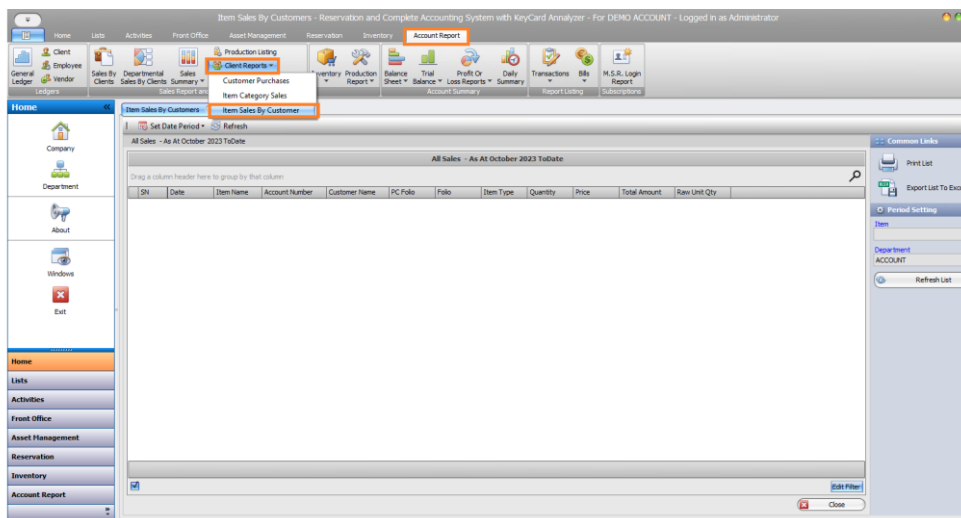 Item Sales By Customers - Reservation and Complete Accounting System with KeyCard Annalyzer - For DEMO ACCOUNT - Logged in as Administrator
Home Lists Activities Front Office Asset Management Reservation Inventory Account Report
General Ledger
Client
Employee
Vendor
Ledgers
Sales By Clients
Departmental Sales By Clients
Sales Summary
Production Listing
Client Reports
Customer Purchases
Item Category Sales
Item Sales By Customer
Sales Report and
Production Report
Balance Sheet
Trial Balance
Profit Or Loss Reports
Daily Summary
Account Summary
Transactions
Bills
Report Listing
M.S.R. Login Report
Subscriptions
Home
Company
Department
About
Windows
Exit
Home
Lists
Activities
Front Office
Asset Management
Reservation
Inventory
Account Report
Item Sales By Customers
Set Date Period Refresh
All Sales - As At October 2023 ToDate
All Sales - As At October 2023 ToDate
Drag a column header here to group by that column
SN Date Item Name Account Number Customer Name PC Folio Folio Item Type Quantity Price Total Amount Raw Unit Qty
Edit Filter
Close
Common Links
Print List
Export List To
Period Setting
Item
Department
ACCOUNT
Refresh List